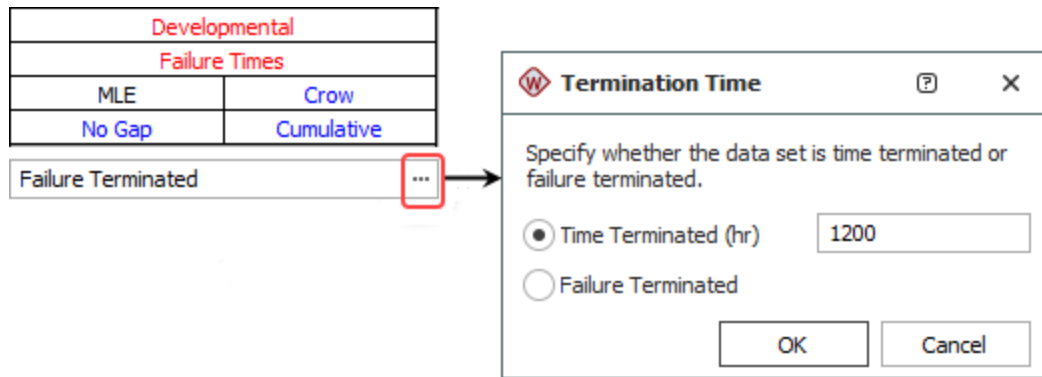 Developmental
Failure Times
MLE Crow
No Gap Cumulative
Failure Terminated ...
W Termination Time ? ×
Specify whether the data set is time terminated or
failure terminated.
Time Terminated (hr) 1200
Failure Terminated
OK Cancel